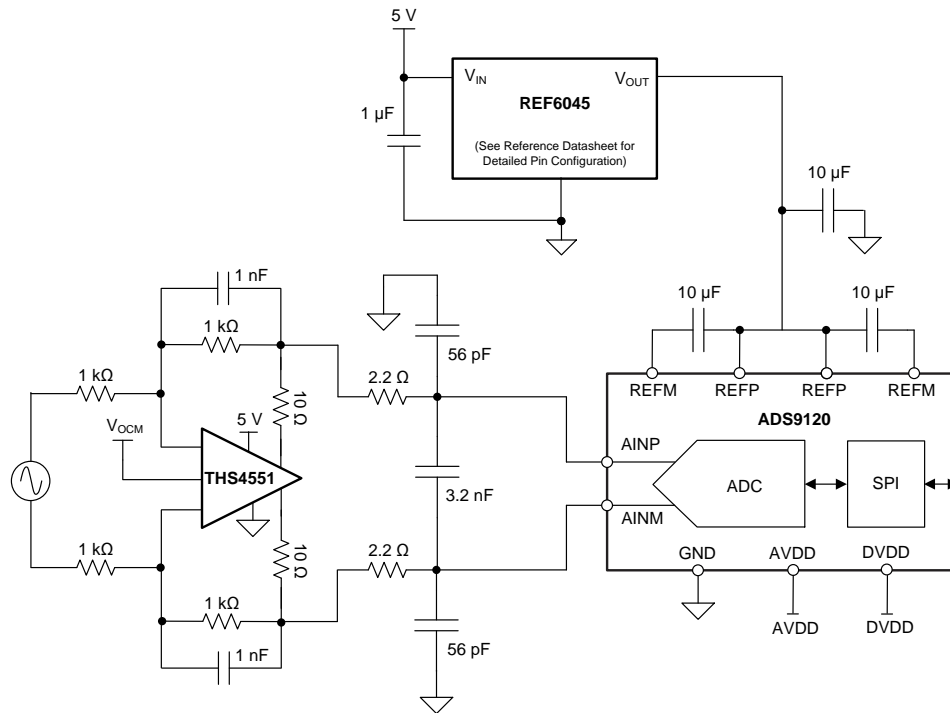 5 V
V_IN
V_OUT
REF6045
1 µF
(See Reference Datasheet for
Detailed Pin Configuration)
10 µF
1 nF
10 µF
10 µF
1 kΩ
56 pF
1 kΩ
2.2 Ω
REFM
REFP
REFP
REFM
10 Ω
ADS9120
V_OCM
5 V
AINP
THS4551
3.2 nF
ADC
SPI
AINM
1 kΩ
2.2 Ω
10 Ω
GND
AVDD
DVDD
1 kΩ
1 nF
56 pF
AVDD
DVDD